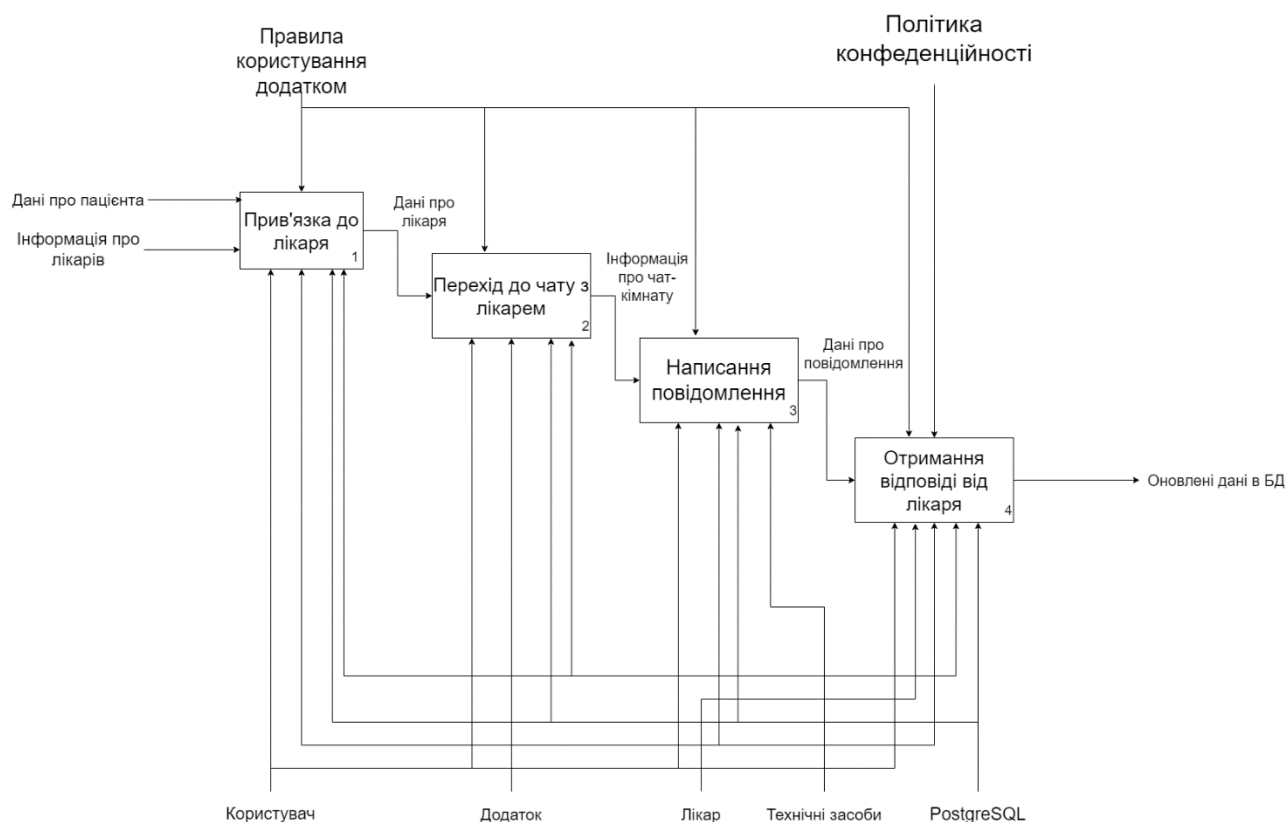 Правила
користування
додатком
Політика
конфеденційності
Дані про пацієнта
Інформація про
лікарів
Прив'язка до
лікаря
1
Дані про
лікаря
Перехід до чату з
лікарем
2
Інформація
про чат-
кімнату
Написання
повідомлення
3
Дані про
повідомлення
Отримання
відповіді від
лікаря
4
Оновлені дані в БД
Користувач
Додаток
Лікар
Технічні засоби
PostgreSQL